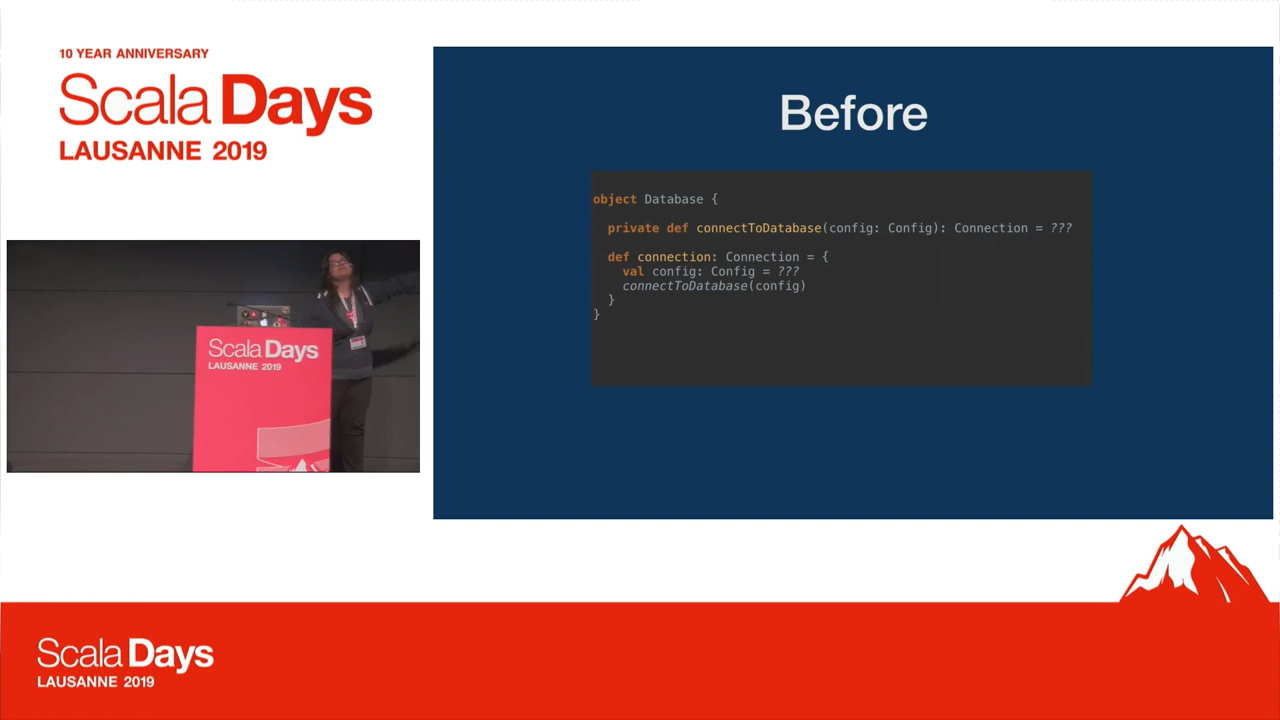 10 YEAR ANNIVERSARY
Scala Days
LAUSANNE 2019
Before
object Database {
private def connectToDatabase(config: Config): Connection = ???
def connection: Connection = {
val config: Config = ???
connectToDatabase(config)
}
}
Scala Days
LAUSANNE 2019
Scala Days
LAUSANNE 2019